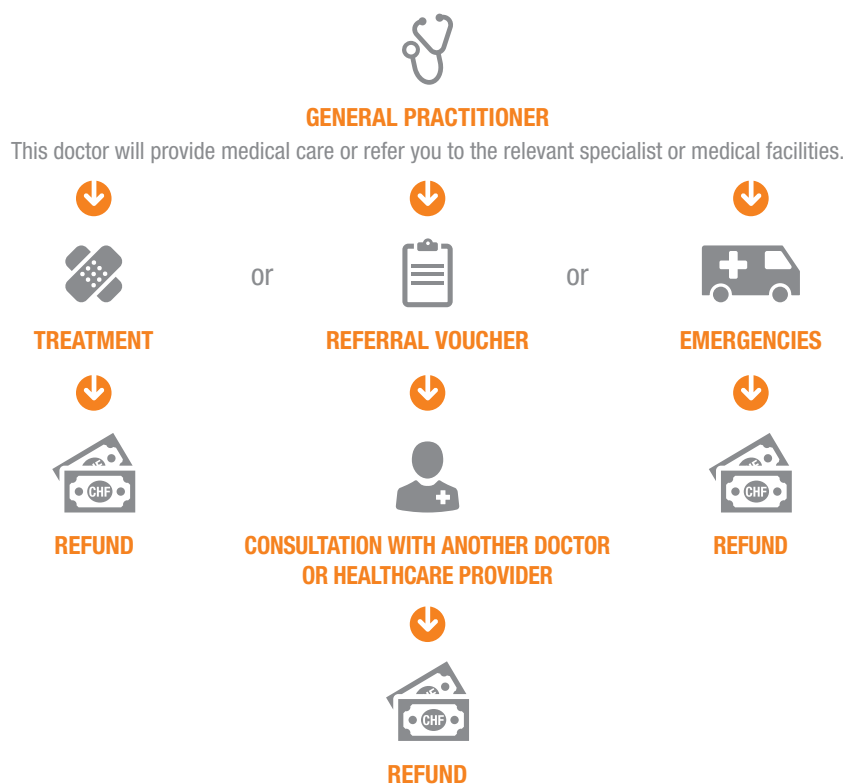 GENERAL PRACTITIONER
This doctor will provide medical care or refer you to the relevant specialist or medical facilities.
or
or
TREATMENT
REFERRAL VOUCHER
EMERGENCIES
CHF
CHF
REFUND
CONSULTATION WITH ANOTHER DOCTOR
OR HEALTHCARE PROVIDER
REFUND
CHF
REFUND